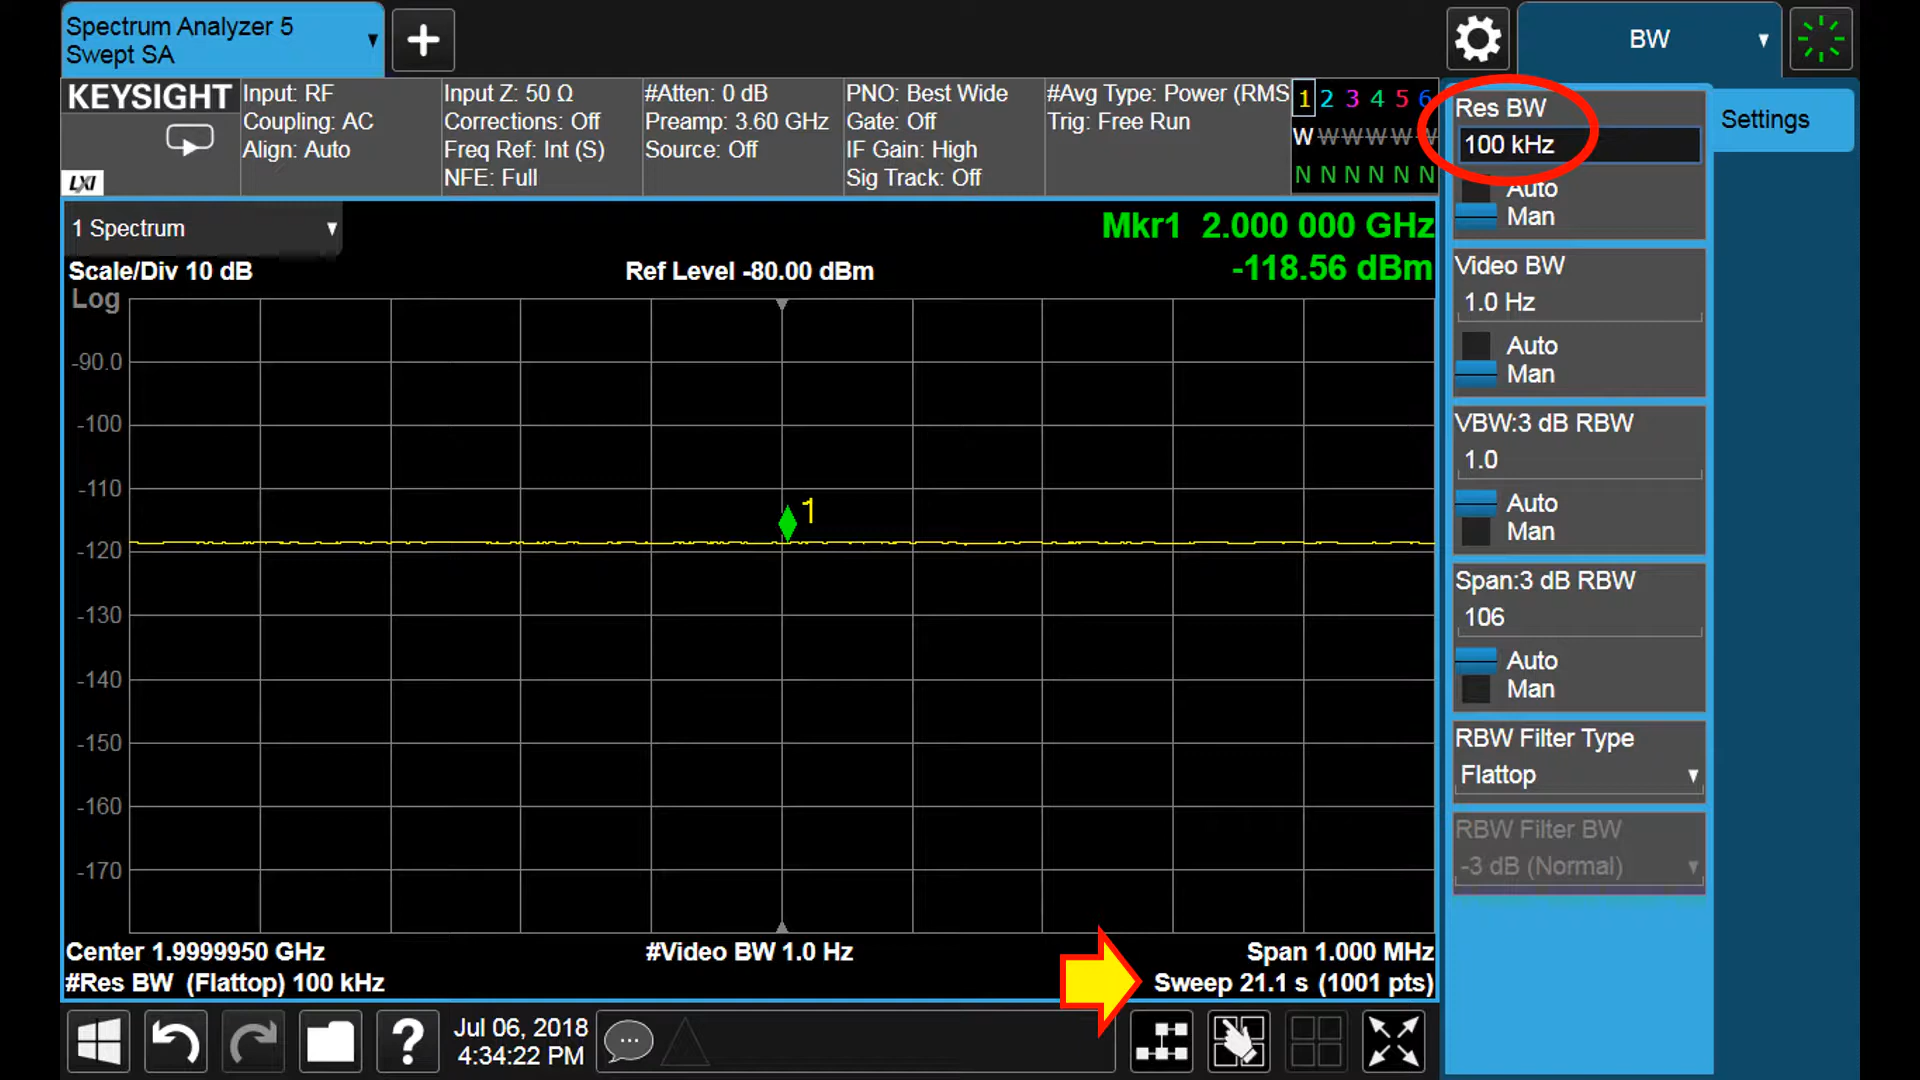 Spectrum Analyzer 5
Swept SA
BW
KEYSIGHT
LXI
Input: RF
Coupling: AC
Align: Auto
Input Z: 50 Ω
Corrections: Off
Freq Ref: Int (S)
NFE: Full
#Atten: 0 dB
Preamp: 3.60 GHz
Source: Off
PNO: Best Wide
Gate: Off
IF Gain: High
Sig Track: Off
#Avg Type: Power (RMS
Trig: Free Run
1 2 3 4 5 6
W W W W W W
N N N N N N
1 Spectrum
Scale/Div 10 dB
Ref Level -80.00 dBm
Mkr1 2.000 000 GHz
-118.56 dBm
Log
-90.0
-100
-110
1
-120
-130
-140
-150
-160
-170
Center 1.9999950 GHz
#Video BW 1.0 Hz
Span 1.000 MHz
#Res BW (Flattop) 100 kHz
Sweep 21.1 s (1001 pts)
Settings
Res BW
100 kHz
Auto
Man
Video BW
1.0 Hz
Auto
Man
VBW:3 dB RBW
1.0
Auto
Man
Span:3 dB RBW
106
Auto
Man
RBW Filter Type
Flattop
RBW Filter BW
-3 dB (Normal)
?
Jul 06, 2018
4:34:22 PM